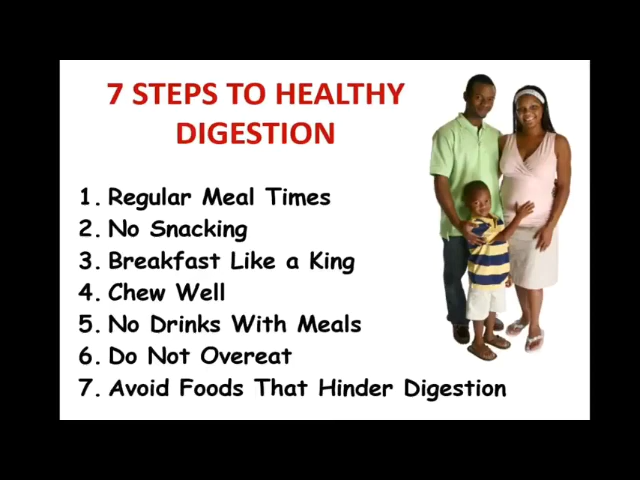 7 STEPS TO HEALTHY
DIGESTION
1. Regular Meal Times
2. No Snacking
3. Breakfast Like a King
4. Chew Well
5. No Drinks With Meals
6. Do Not Overeat
7. Avoid Foods That Hinder Digestion